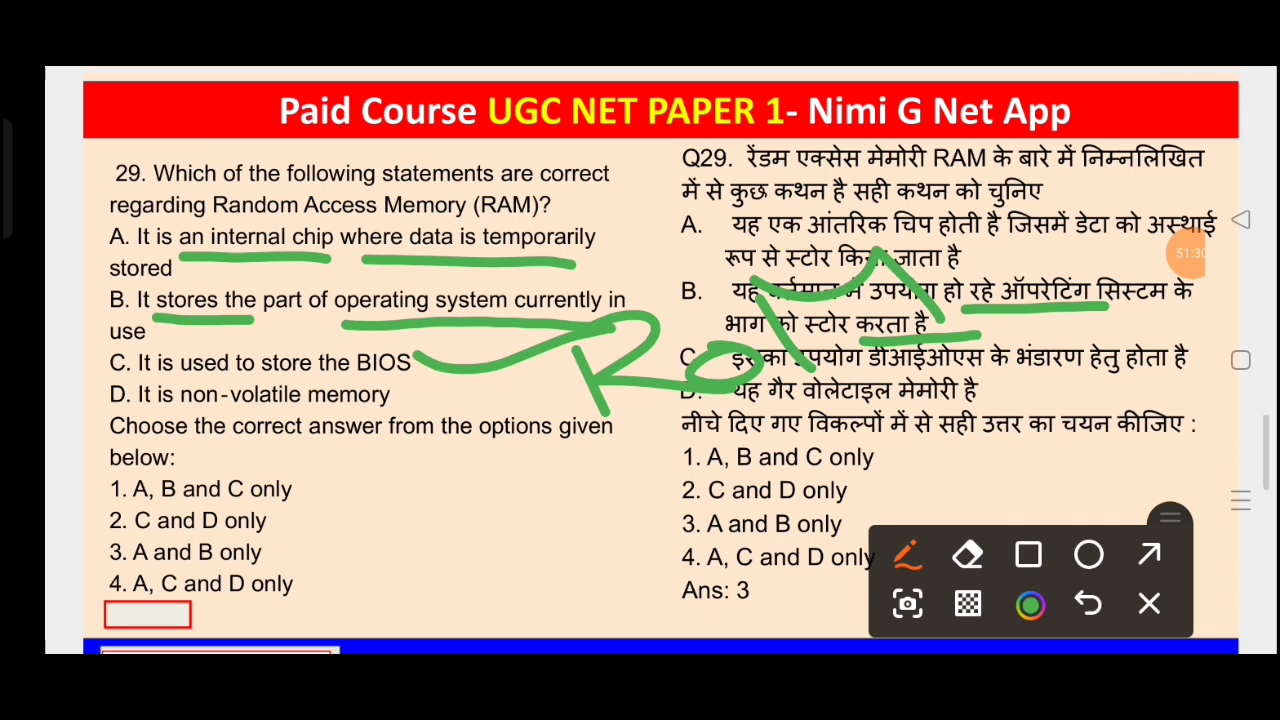 Paid Course UGC NET PAPER 1- Nimi G Net App
29. Which of the following statements are correct
regarding Random Access Memory (RAM)?
A. It is an internal chip where data is temporarily
stored
B. It stores the part of operating system currently in
use
C. It is used to store the BIOS
D. It is non-volatile memory
Choose the correct answer from the options given
below:
1. A, B and C only
2. C and D only
3. A and B only
4. A, C and D only
Q29. रेंडम एक्सेस मेमोरी RAM के बारे में निम्नलिखित
में से कुछ कथन है सही कथन को चुनिए
A. यह एक आंतरिक चिप होती है जिसमें डेटा को अस्थाई
रूप से स्टोर किया जाता है
B. यह वर्तमान में उपयोग हो रहे ऑपरेटिंग सिस्टम के
भाग को स्टोर करता है
C. इसका उपयोग डीआईओएस के भंडारण हेतु होता है
D. यह गैर वोलेटाइल मेमोरी है
नीचे दिए गए विकल्पों में से सही उत्तर का चयन कीजिए :
1. A, B and C only
2. C and D only
3. A and B only
4. A, C and D only
Ans: 3
51:30